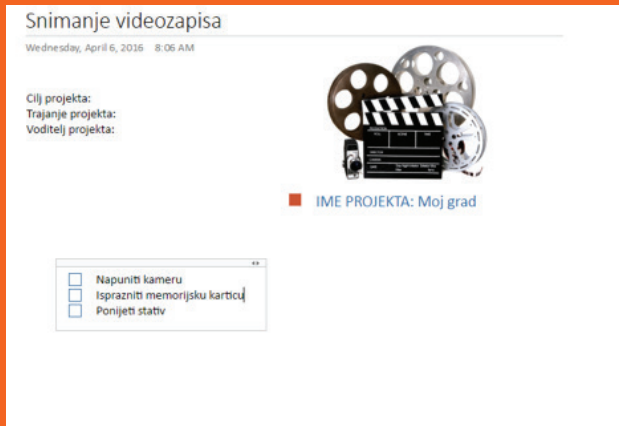 Snimanje videozapisa
Wednesday, April 6, 2016 8:06 AM
Cilj projekta:
Trajanje projekta:
Voditelj projekta:
IME PROJEKTA: Moj grad
Napuniti kameru
Isprazniti memorijsku karticu
Ponijeti stativ